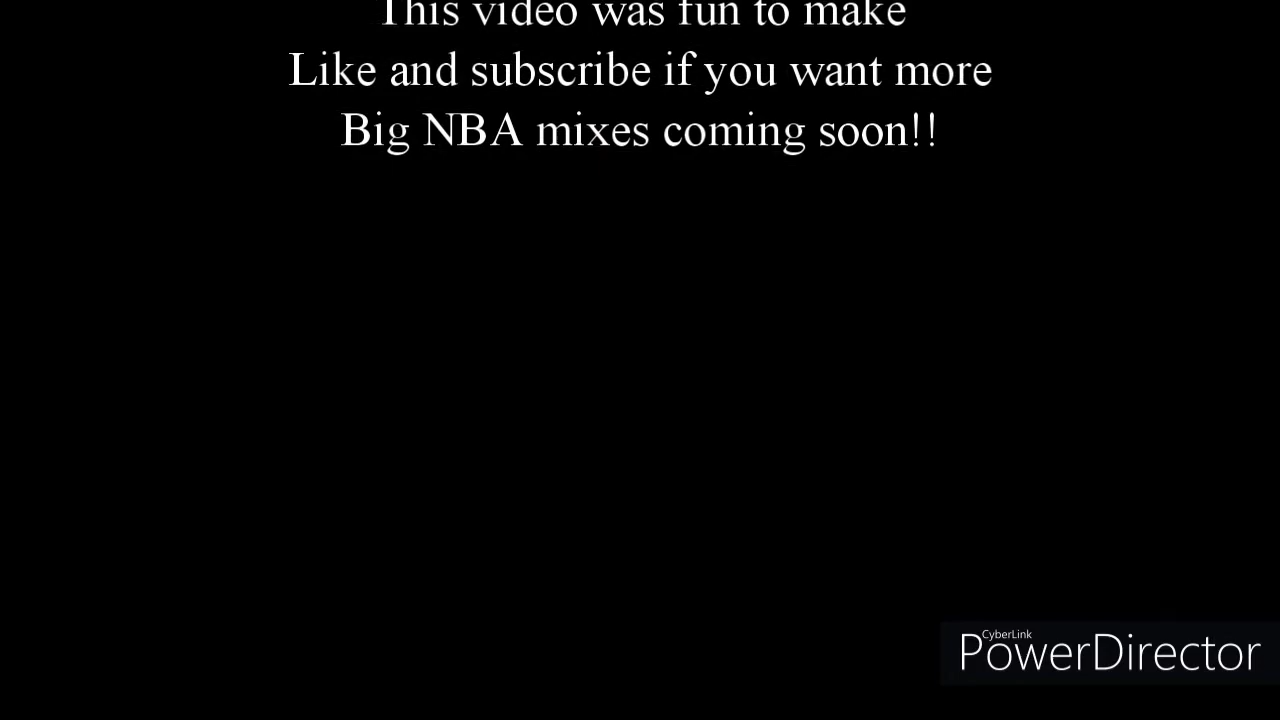 This video was fun to make
Like and subscribe if you want more
Big NBA mixes coming soon!!
CyberLink
PowerDirector